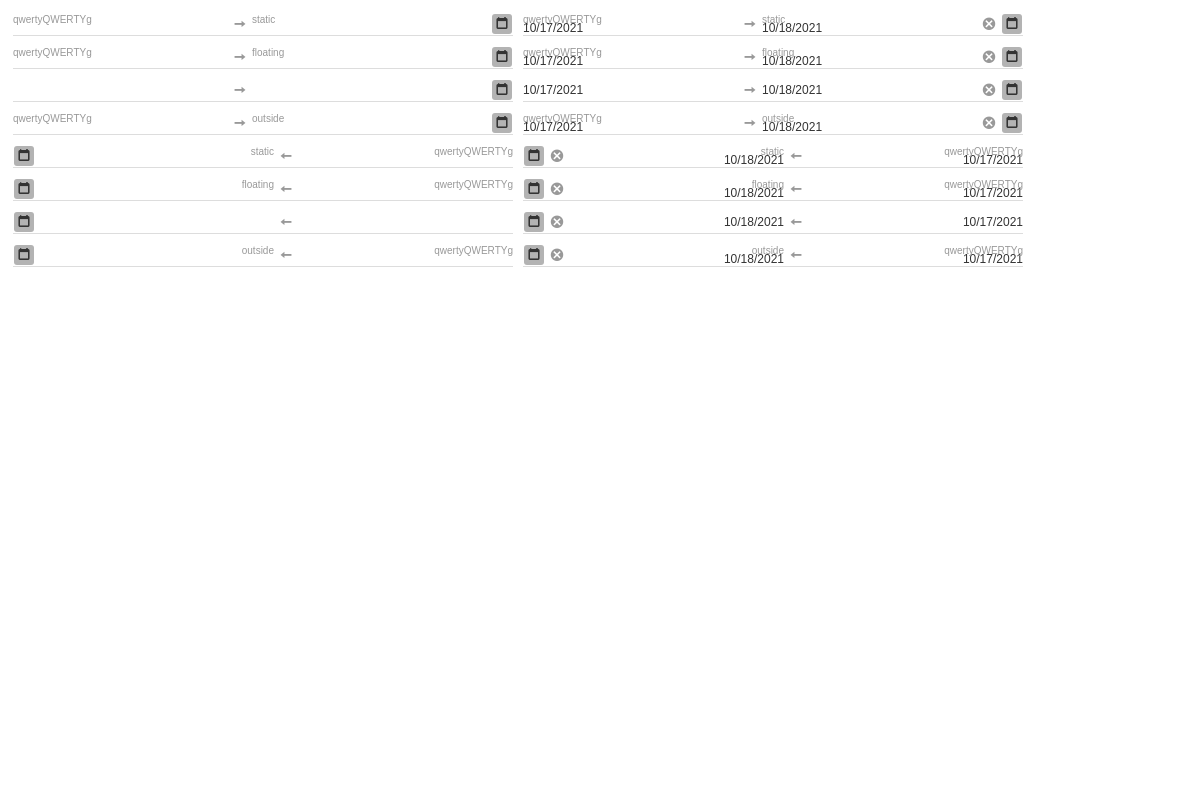 qwertyQWERTYg static qwertyQWERTYg static
10/17/2021 10/18/2021
qwertyQWERTYg floating qwertyQWERTYg floating
10/17/2021 10/18/2021
10/17/2021 10/18/2021
qwertyQWERTYg outside qwertyQWERTYg outside
10/17/2021 10/18/2021
static qwertyQWERTYg static qwertyQWERTYg
10/18/2021 10/17/2021
floating qwertyQWERTYg floating qwertyQWERTYg
10/18/2021 10/17/2021
10/18/2021 10/17/2021
outside qwertyQWERTYg outside qwertyQWERTYg
10/18/2021 10/17/2021